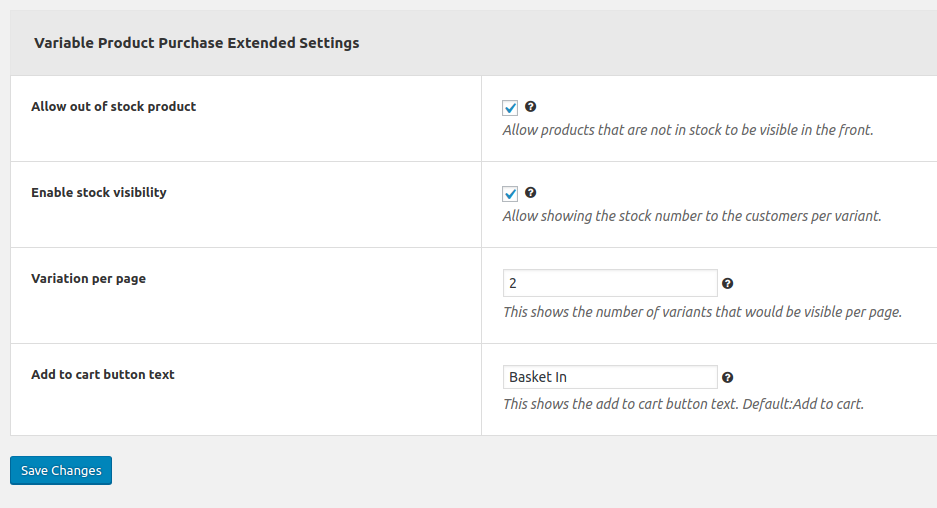 Variable Product Purchase Extended Settings
Allow out of stock product
Allow products that are not in stock to be visible in the front.
Enable stock visibility
Allow showing the stock number to the customers per variant.
Variation per page
2
This shows the number of variants that would be visible per page.
Add to cart button text
Basket In
This shows the add to cart button text. Default:Add to cart.
Save Changes